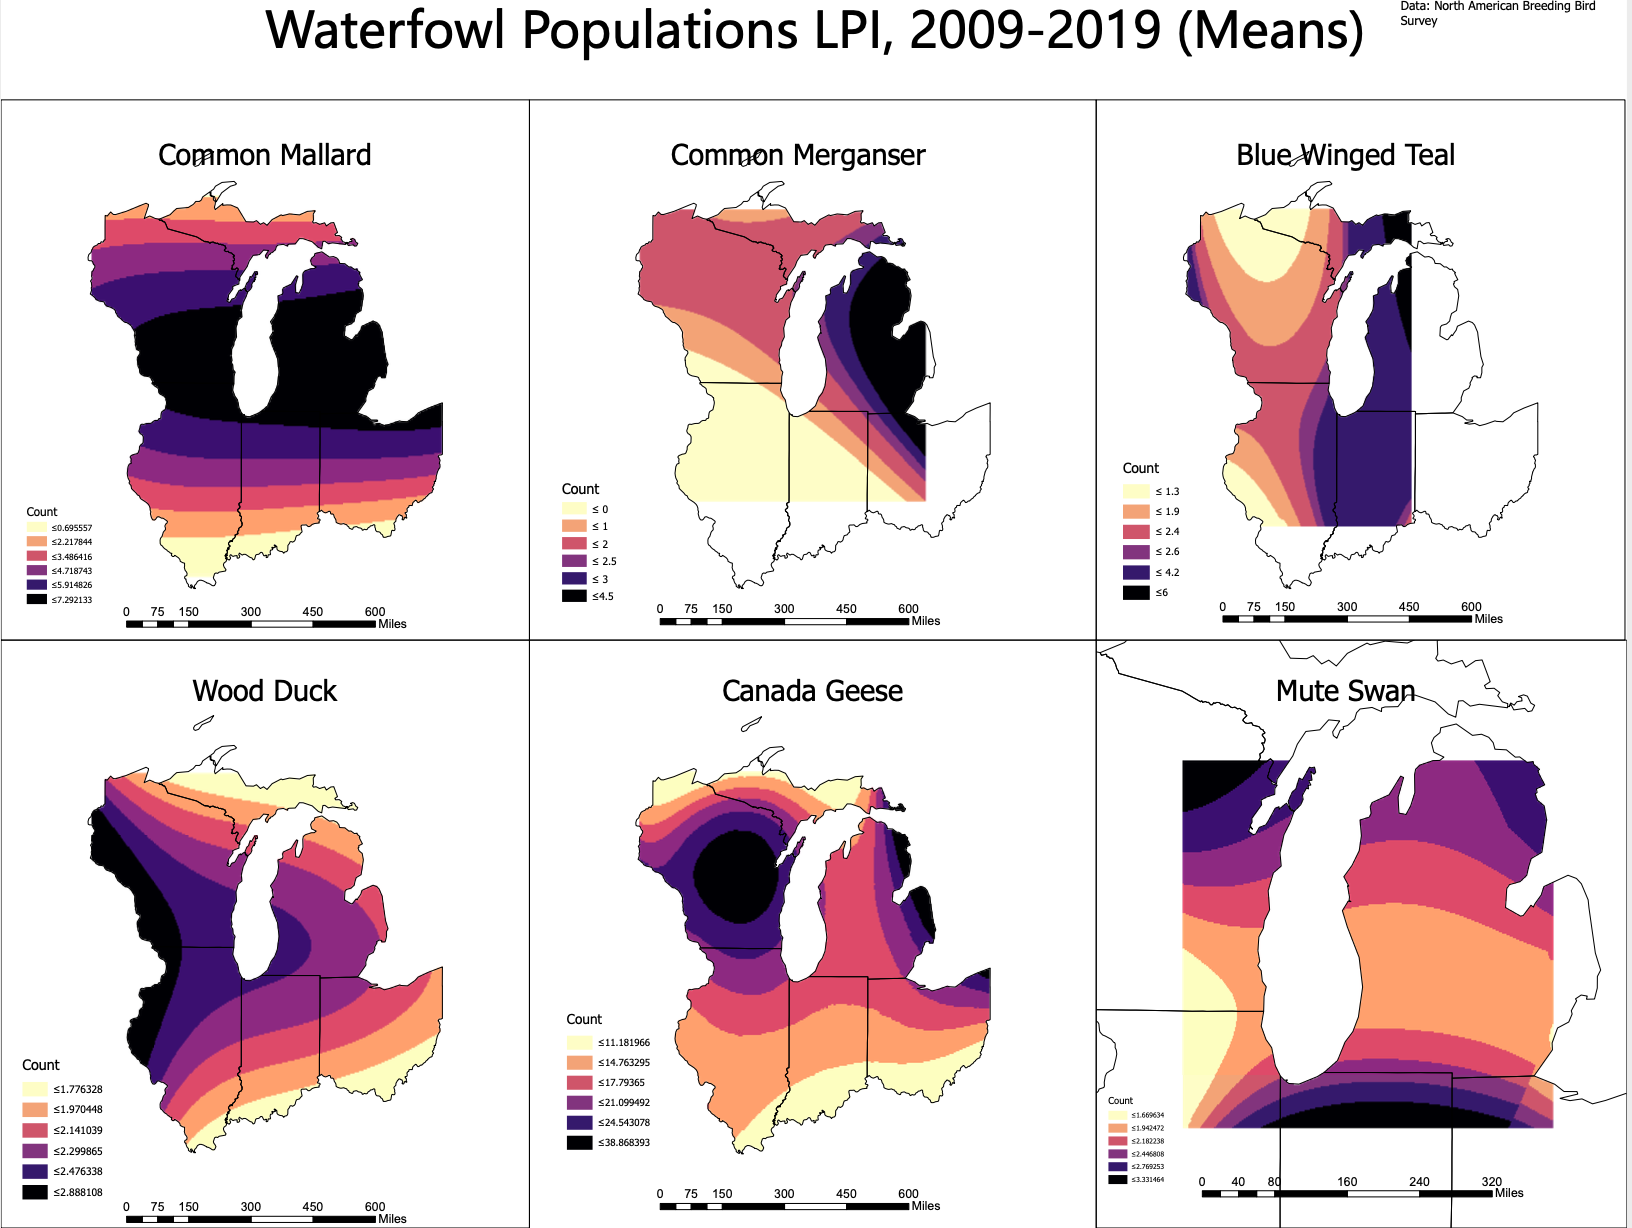 Waterfowl Populations LPI, 2009-2019 (Means)
Data: North American Breeding Bird
Survey
Common Mallard
Count
≤0.695557
≤2.217844
≤3.486416
≤4.718743
≤5.914826
≤7.292133
0 75 150 300 450 600
Miles
Common Merganser
Count
≤ 0
≤ 1
≤ 2
≤ 2.5
≤ 3
≤4.5
0 75 150 300 450 600
Miles
Blue Winged Teal
Count
≤ 1.3
≤ 1.9
≤ 2.4
≤ 2.6
≤ 4.2
≤6
0 75 150 300 450 600
Miles
Wood Duck
Count
≤1.776328
≤1.970448
≤2.141039
≤2.299865
≤2.476338
≤2.888108
0 75 150 300 450 600
Miles
Canada Geese
Count
≤11.181966
≤14.763295
≤17.79365
≤21.099492
≤24.543078
≤38.868393
0 75 150 300 450 600
Miles
Mute Swan
Count
≤1.669634
≤1.942472
≤2.182238
≤2.446808
≤2.769253
≤3.331464
0 40 80 160 240 320
Miles